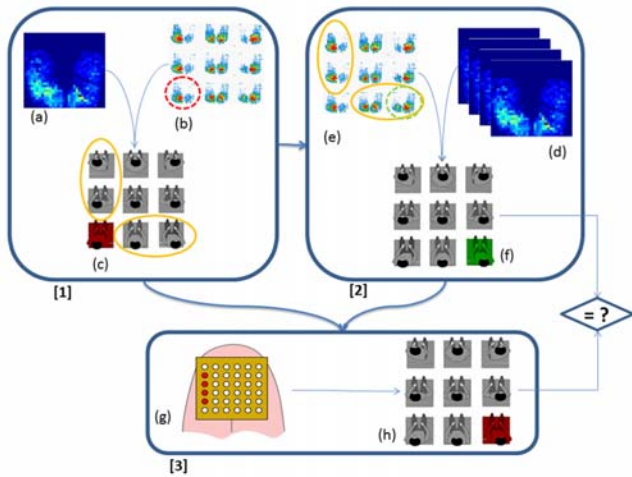 (a)
(b)
(c)
[1]
(e)
(d)
(f)
[2]
= ?
(g)
(h)
[3]